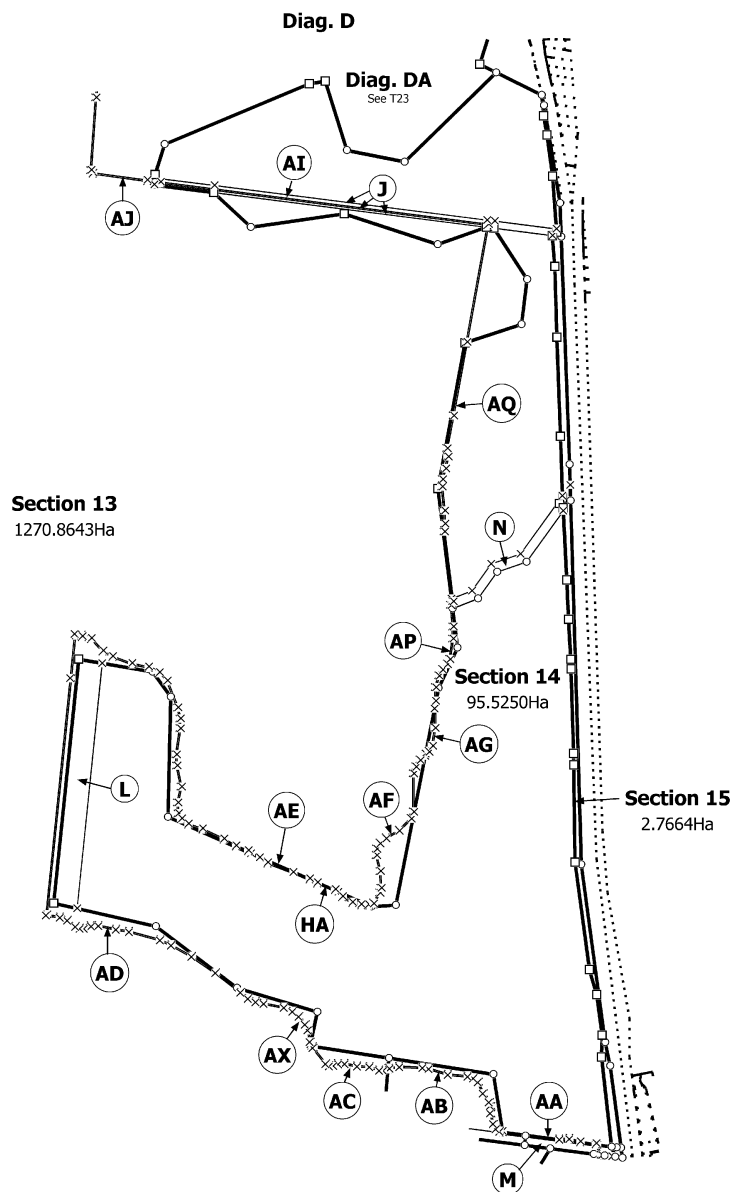 Diag. D
Diag. DA
See T23
AI
J
AJ
AQ
Section 13
1270.8643Ha
N
AP
Section 14
95.5250Ha
AG
L
AF
AE
Section 15
2.7664Ha
HA
AD
AX
AC
AB
AA
M